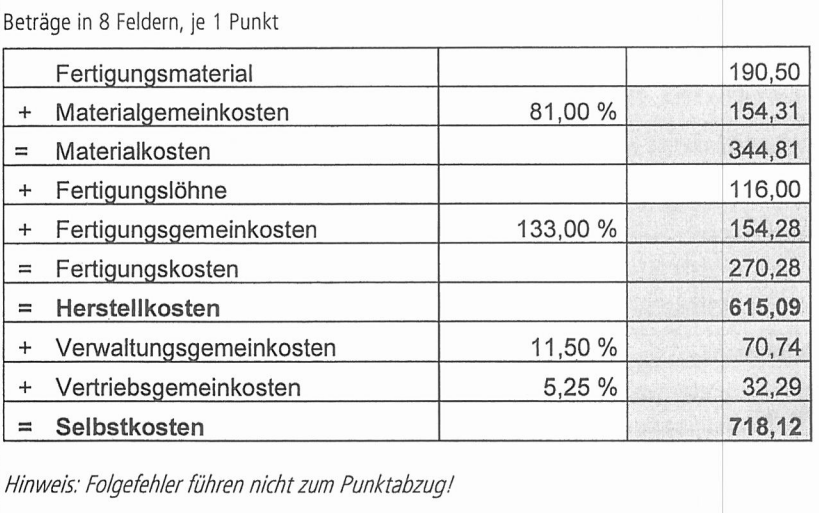 Beträge in 8 Feldern, je 1 Punkt
Fertigungsmaterial 190,50
+ Materialgemeinkosten 81,00 % 154,31
= Materialkosten 344,81
+ Fertigungslöhne 116,00
+ Fertigungsgemeinkosten 133,00 % 154,28
= Fertigungskosten 270,28
= Herstellkosten 615,09
+ Verwaltungsgemeinkosten 11,50 % 70,74
+ Vertriebsgemeinkosten 5,25 % 32,29
= Selbstkosten 718,12
Hinweis: Folgefehler führen nicht zum Punktabzug!